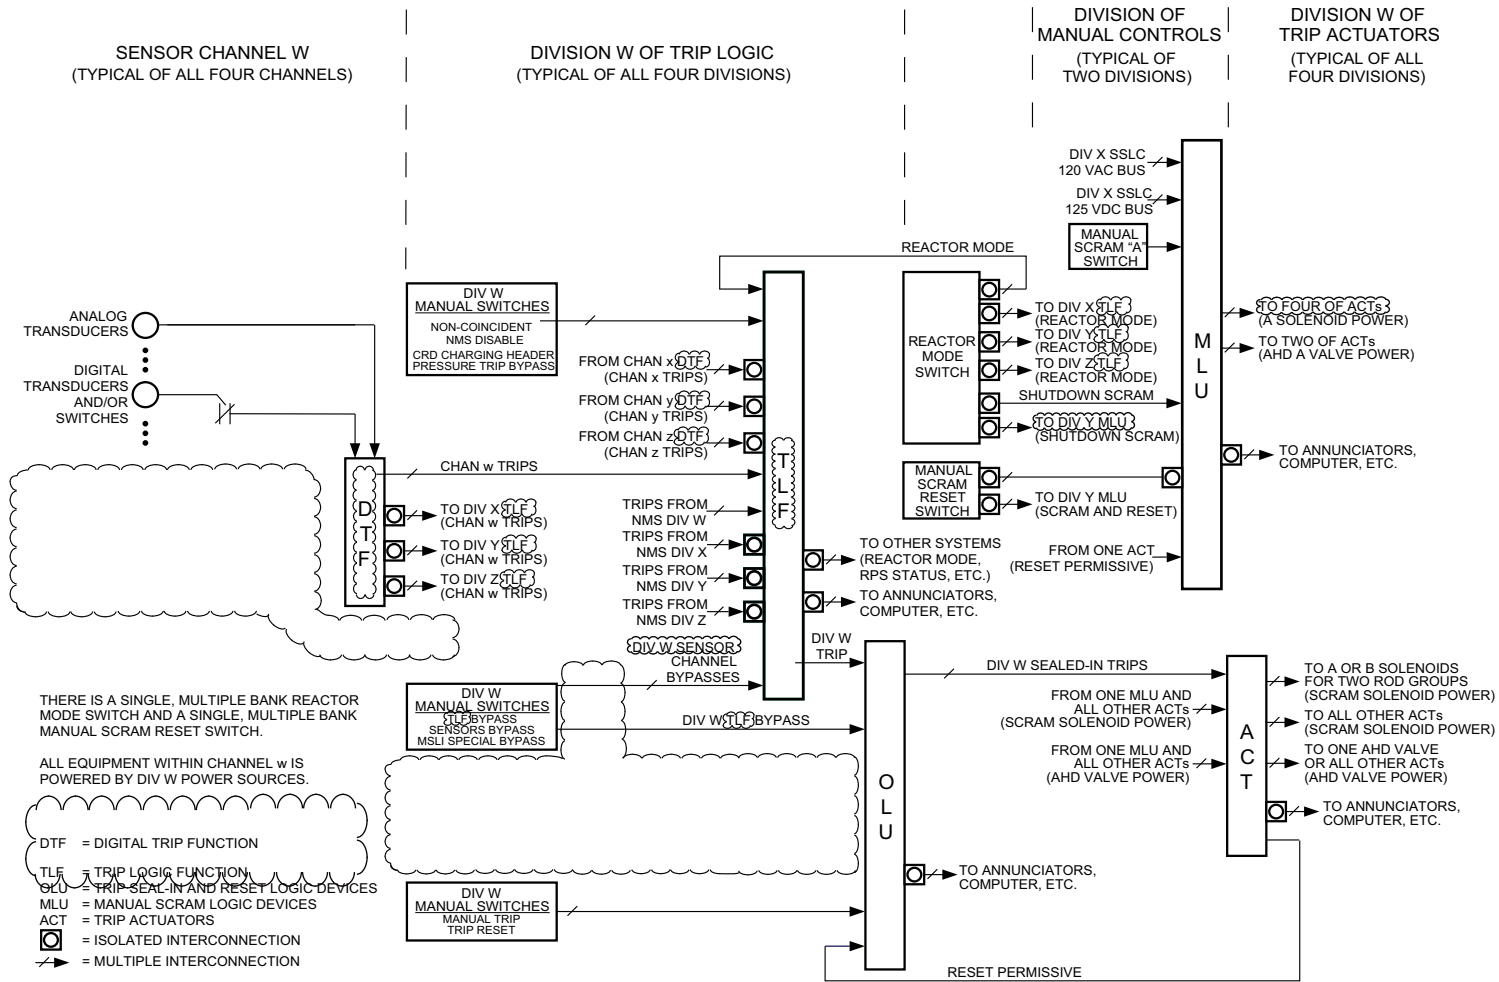 SENSOR CHANNEL W
(TYPICAL OF ALL FOUR CHANNELS)
DIVISION W OF TRIP LOGIC
(TYPICAL OF ALL FOUR DIVISIONS)
DIVISION OF
MANUAL CONTROLS
(TYPICAL OF
TWO DIVISIONS)
DIVISION W OF
TRIP ACTUATORS
(TYPICAL OF ALL
FOUR DIVISIONS)
ANALOG
TRANSDUCERS
DIGITAL
TRANSDUCERS
AND/OR
SWITCHES
DTF
CHAN w TRIPS
TO DIV X TLF
(CHAN w TRIPS)
TO DIV Y TLF
(CHAN w TRIPS)
TO DIV Z TLF
(CHAN w TRIPS)
THERE IS A SINGLE, MULTIPLE BANK REACTOR
MODE SWITCH AND A SINGLE, MULTIPLE BANK
MANUAL SCRAM RESET SWITCH.
ALL EQUIPMENT WITHIN CHANNEL w IS
POWERED BY DIV W POWER SOURCES.
DTF = DIGITAL TRIP FUNCTION
TLF = TRIP LOGIC FUNCTION
OLU = TRIP SEAL-IN AND RESET LOGIC DEVICES
MLU = MANUAL SCRAM LOGIC DEVICES
ACT = TRIP ACTUATORS
= ISOLATED INTERCONNECTION
= MULTIPLE INTERCONNECTION
DIV W
MANUAL SWITCHES
NON-COINCIDENT
NMS DISABLE
CRD CHARGING HEADER
PRESSURE TRIP BYPASS
FROM CHAN x DTF
(CHAN x TRIPS)
FROM CHAN y DTF
(CHAN y TRIPS)
FROM CHAN z DTF
(CHAN z TRIPS)
TRIPS FROM
NMS DIV W
TRIPS FROM
NMS DIV X
TRIPS FROM
NMS DIV Y
TRIPS FROM
NMS DIV Z
DIV W SENSOR
CHANNEL
BYPASSES
TLF
DIV W
MANUAL SWITCHES
TLF BYPASS
SENSORS BYPASS
MSLI SPECIAL BYPASS
DIV W TLF BYPASS
DIV W
MANUAL SWITCHES
MANUAL TRIP
TRIP RESET
REACTOR MODE
TO OTHER SYSTEMS
(REACTOR MODE,
RPS STATUS, ETC.)
TO ANNUNCIATORS,
COMPUTER, ETC.
DIV W
TRIP
OLU
TO ANNUNCIATORS,
COMPUTER, ETC.
RESET PERMISSIVE
REACTOR
MODE
SWITCH
TO DIV X TLF
(REACTOR MODE)
TO DIV Y TLF
(REACTOR MODE)
TO DIV Z TLF
(REACTOR MODE)
SHUTDOWN SCRAM
TO DIV Y MLU
(SHUTDOWN SCRAM)
MANUAL
SCRAM
RESET
SWITCH
TO DIV Y MLU
(SCRAM AND RESET)
DIV X SSLC
120 VAC BUS
DIV X SSLC
125 VDC BUS
MANUAL
SCRAM “A”
SWITCH
FROM ONE ACT
(RESET PERMISSIVE)
MLU
TO FOUR OF ACTs
(A SOLENOID POWER)
TO TWO OF ACTs
(AHD A VALVE POWER)
TO ANNUNCIATORS,
COMPUTER, ETC.
DIV W SEALED-IN TRIPS
FROM ONE MLU AND
ALL OTHER ACTs
(SCRAM SOLENOID POWER)
FROM ONE MLU AND
ALL OTHER ACTs
(AHD VALVE POWER)
ACT
TO A OR B SOLENOIDS
FOR TWO ROD GROUPS
(SCRAM SOLENOID POWER)
TO ALL OTHER ACTs
(SCRAM SOLENOID POWER)
TO ONE AHD VALVE
OR ALL OTHER ACTs
(AHD VALVE POWER)
TO ANNUNCIATORS,
COMPUTER, ETC.